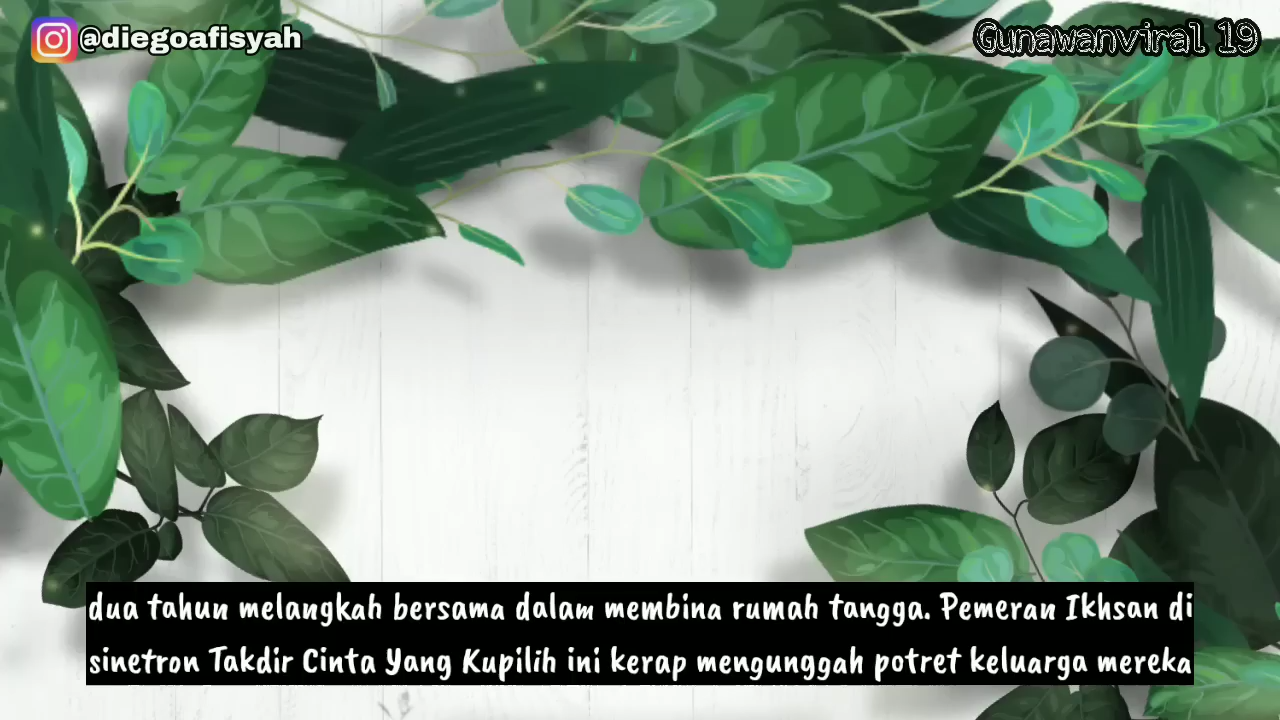 @diegoafisyah
Gunawanviral 19
dua tahun melangkah bersama dalam membina rumah tangga. Pemeran Ikhsan di
sinetron Takdir Cinta Yang Kupilih ini kerap mengunggah potret keluarga mereka